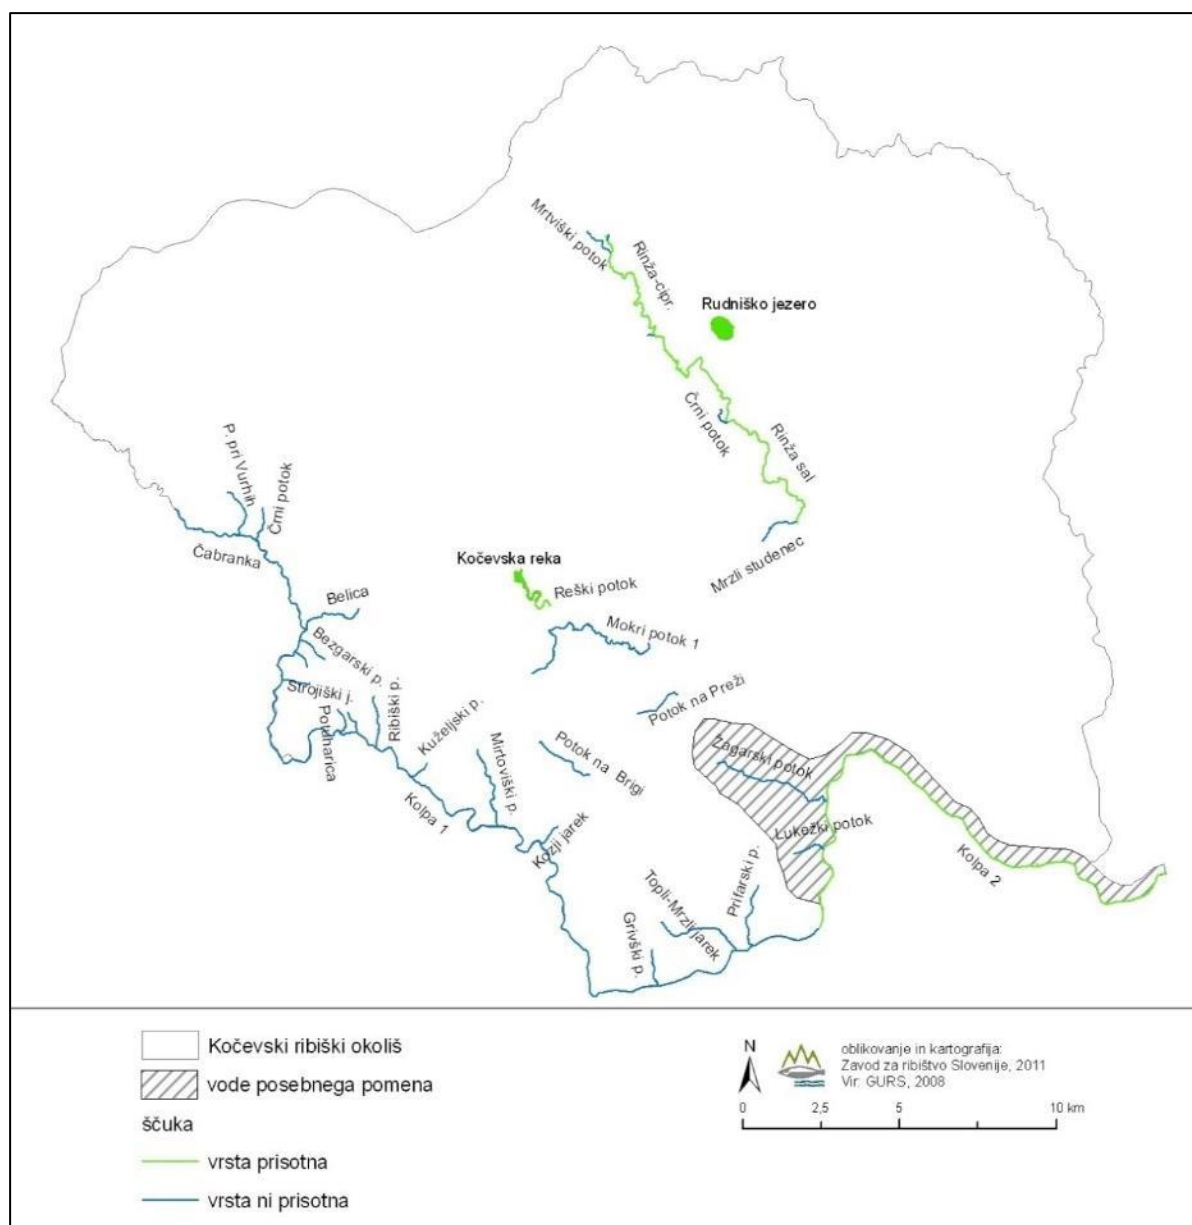 Mrtviški potok
Rinža-cipr.
Rudniško jezero
Črni potok
Rinža sal
Mrzli studenec
P. pri Vurhih
Črni potok
Čabranka
Kočevska reka
Reški potok
Belica
Mokri potok 1
Bezgarski p.
Strojiški j.
Potuharica
Ribiški p.
Kuželjski p.
Potok na Preži
Mirtoviški p.
Potok na Brigi
Žagarski potok
Kolpa 1
Kozji jarek
Lukežki potok
Kolpa 2
Topli-Mrzli jarek
Prifarski p.
Grivški p.
Kočevski ribiški okoliš
vode posebnega pomena
ščuka
vrsta prisotna
vrsta ni prisotna
N
oblikovanje in kartografija:
Zavod za ribištvo Slovenije, 2011
Vir: GURS, 2008
0 2,5 5 10 km